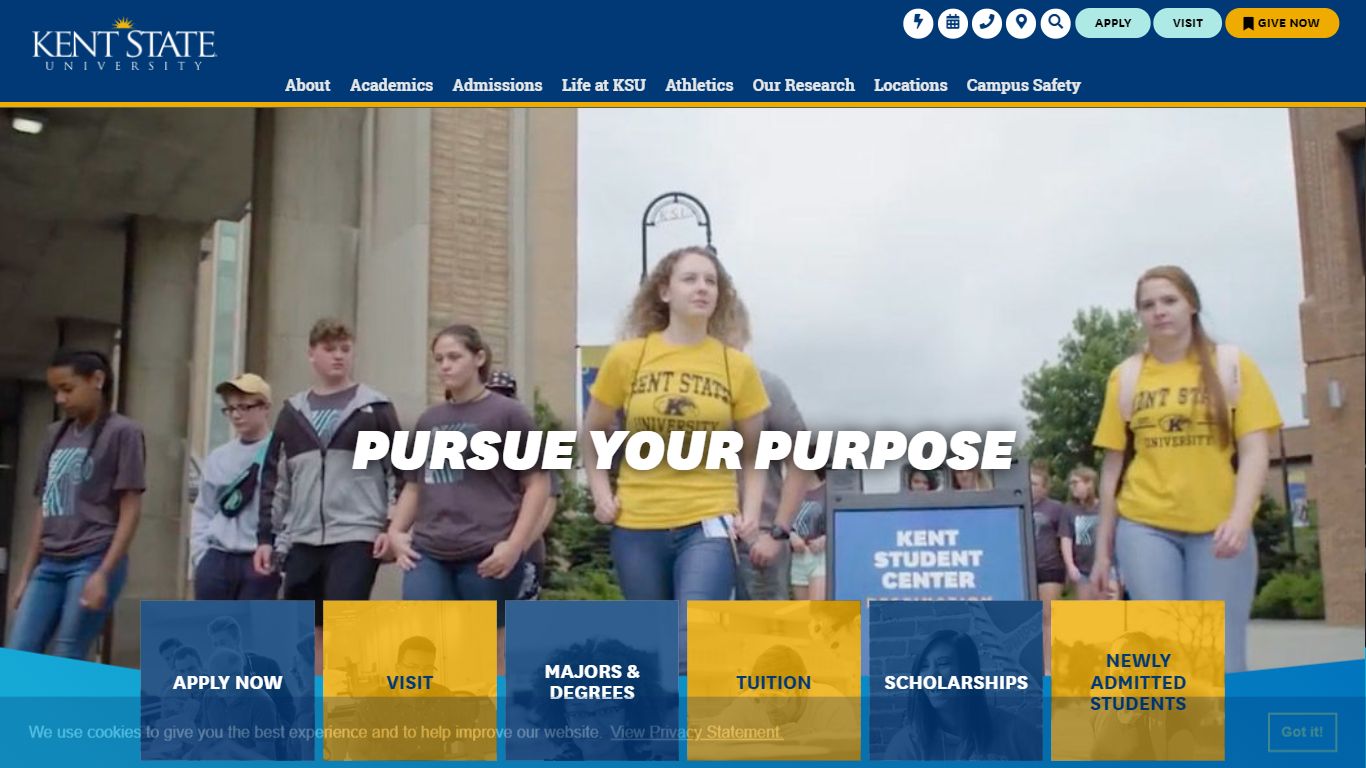 KENT STATE
UNIVERSITY
APPLY
VISIT
GIVE NOW
About
Academics
Admissions
Life at KSU
Athletics
Our Research
Locations
Campus Safety
KSU
KENT STATE
UNIVERSITY
KENT STATE
UNIVERSITY
PURSUE YOUR PURPOSE
KENT
STUDENT
CENTER
APPLY NOW
VISIT
MAJORS &
DEGREES
TUITION
SCHOLARSHIPS
NEWLY
ADMITTED
STUDENTS
We use cookies to give you the best experience and to help improve our website. View Privacy Statement.
Got it!